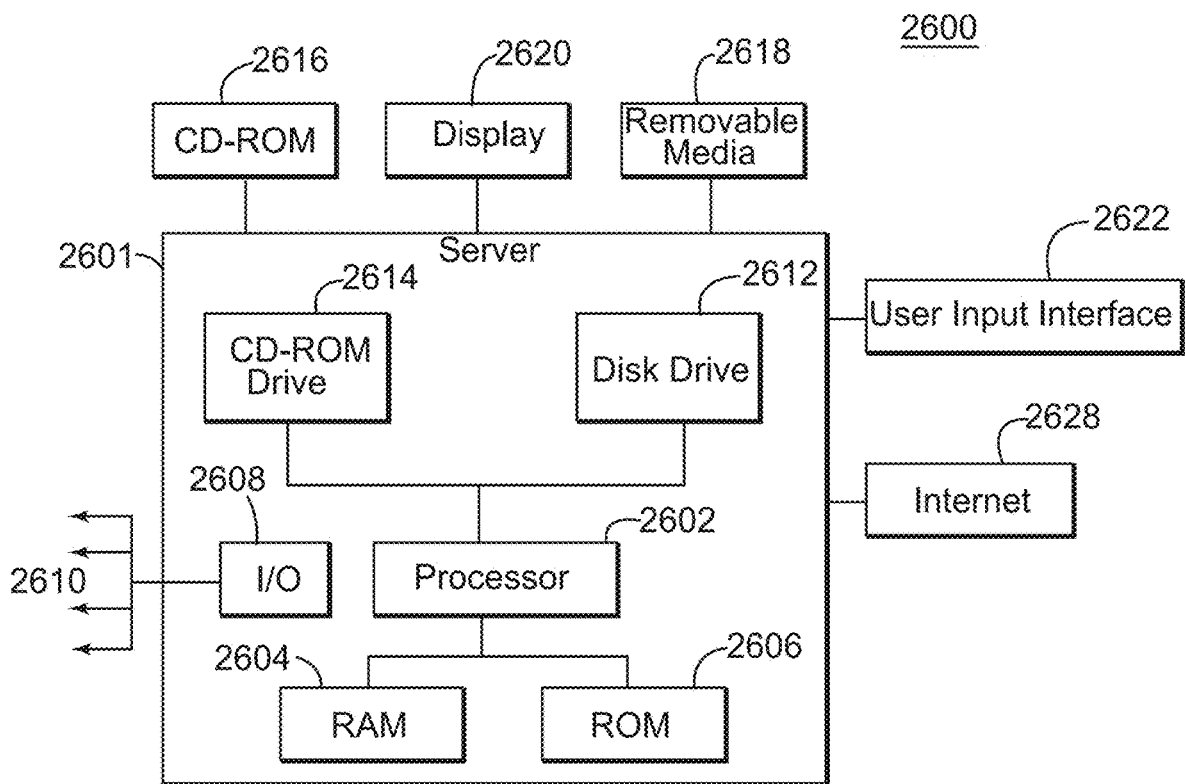 2600
2616
2620
2618
CD-ROM
Display
Removable
Media
2601
Server
2622
2614
2612
User Input Interface
CD-ROM
Drive
Disk Drive
2628
2608
Internet
2602
2610
I/O
Processor
2604
2606
RAM
ROM